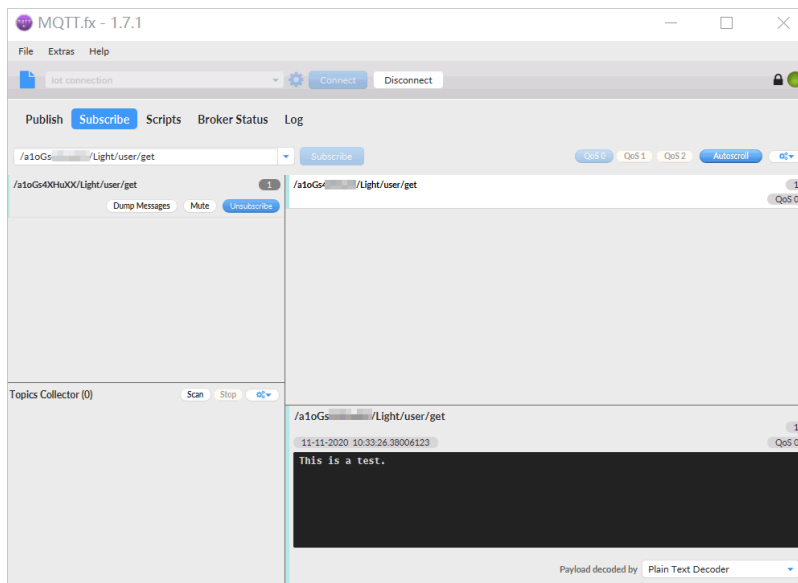 MQTT.fx - 1.7.1
File Extras Help
iot connection Connect Disconnect
Publish Subscribe Scripts Broker Status Log
/a1oGs /Light/user/get Subscribe QoS 0 QoS 1 QoS 2 Autoscroll
/a1oGs4XHuXX/Light/user/get 1
Dump Messages Mute Unsubscribe
/a1oGs /Light/user/get 1
QoS 0
Topics Collector (0) Scan Stop
/a1oGs /Light/user/get 1
11-11-2020 10:33:26.38006123 QoS 0
This is a test.
Payload decoded by Plain Text Decoder